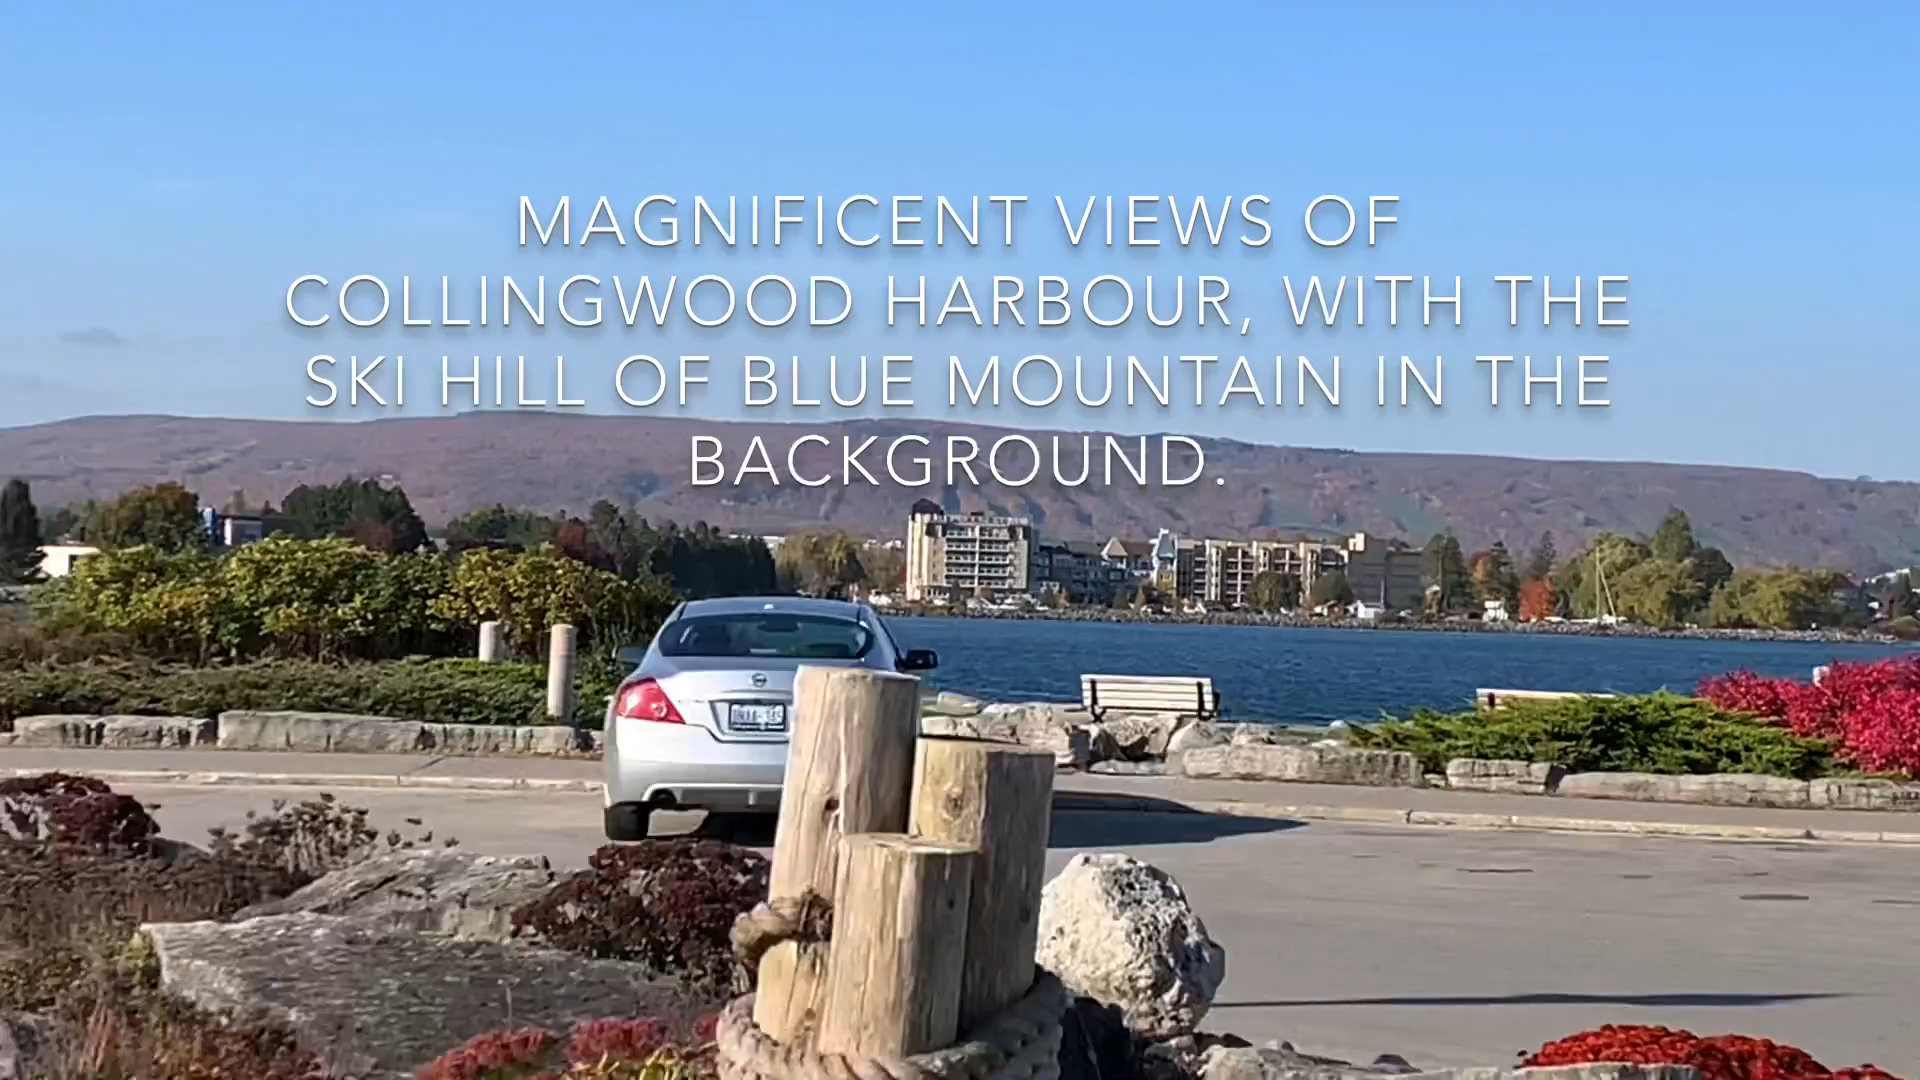 MAGNIFICENT VIEWS OF
COLLINGWOOD HARBOUR, WITH THE
SKI HILL OF BLUE MOUNTAIN IN THE
BACKGROUND.